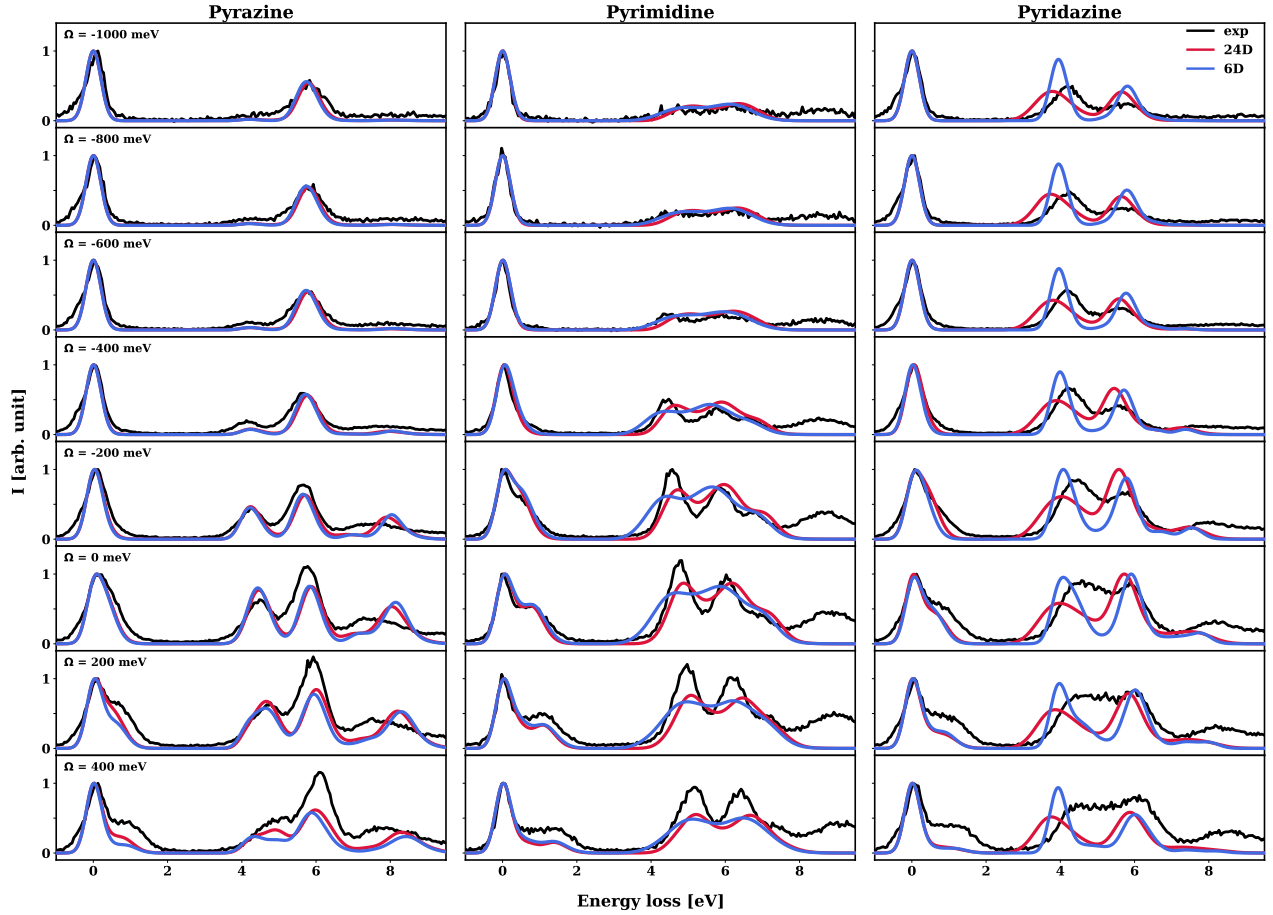 Pyrazine Pyrimidine Pyridazine
Ω = -1000 meV
exp
24D
6D
1
0
Ω = -800 meV
1
0
Ω = -600 meV
1
0
Ω = -400 meV
1
0
Ω = -200 meV
1
0
Ω = 0 meV
1
0
Ω = 200 meV
1
0
Ω = 400 meV
1
0
I [arb. unit]
0 2 4 6 8 0 2 4 6 8 0 2 4 6 8
Energy loss [eV]